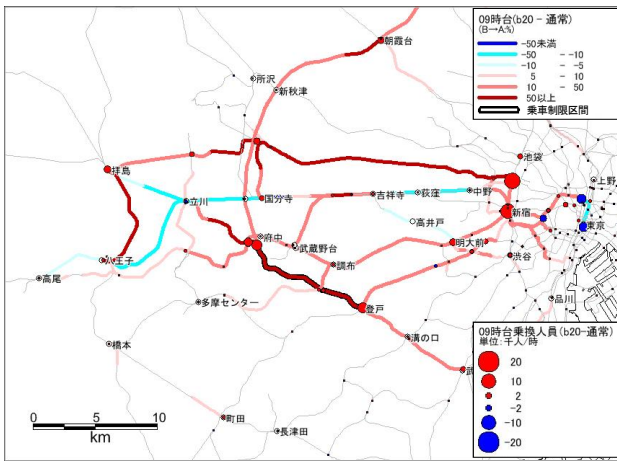 09時台(b20－通常)
(B→A:%)
-50未満
-50 － -10
-10 － -5
5 － 10
10 － 50
50以上
乗車制限区間
朝霞台
所沢
新秋津
池袋
上野
拝島
立川
国分寺
吉祥寺
荻窪
中野
新宿
東京
高井戸
府中
武蔵野台
明大前
八王子
調布
渋谷
高尾
多摩センター
登戸
品川
橋本
溝の口
武
町田
長津田
0 5 10
km
09時台乗換人員(b20-通常)
単位:千人/時
20
10
2
-2
-10
-20